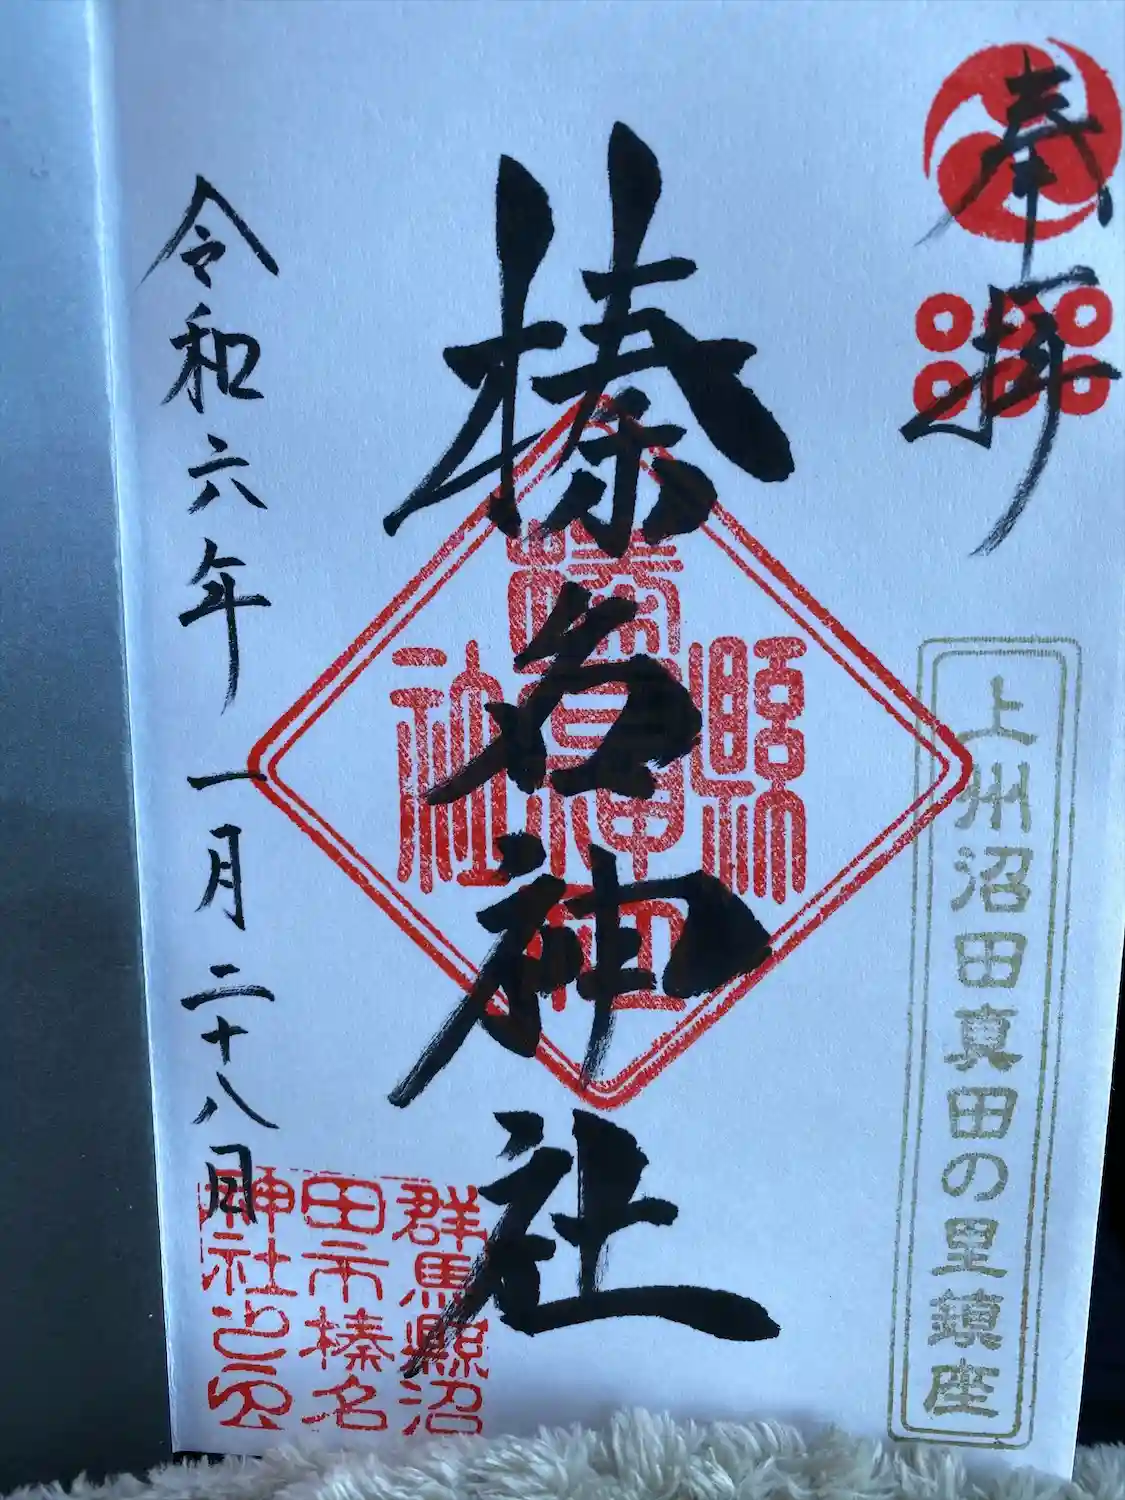 奉拝
上州沼田真田の里鎮座
榛名神社
群馬縣沼
田市榛名
神社之印
令和六年一月二十八日